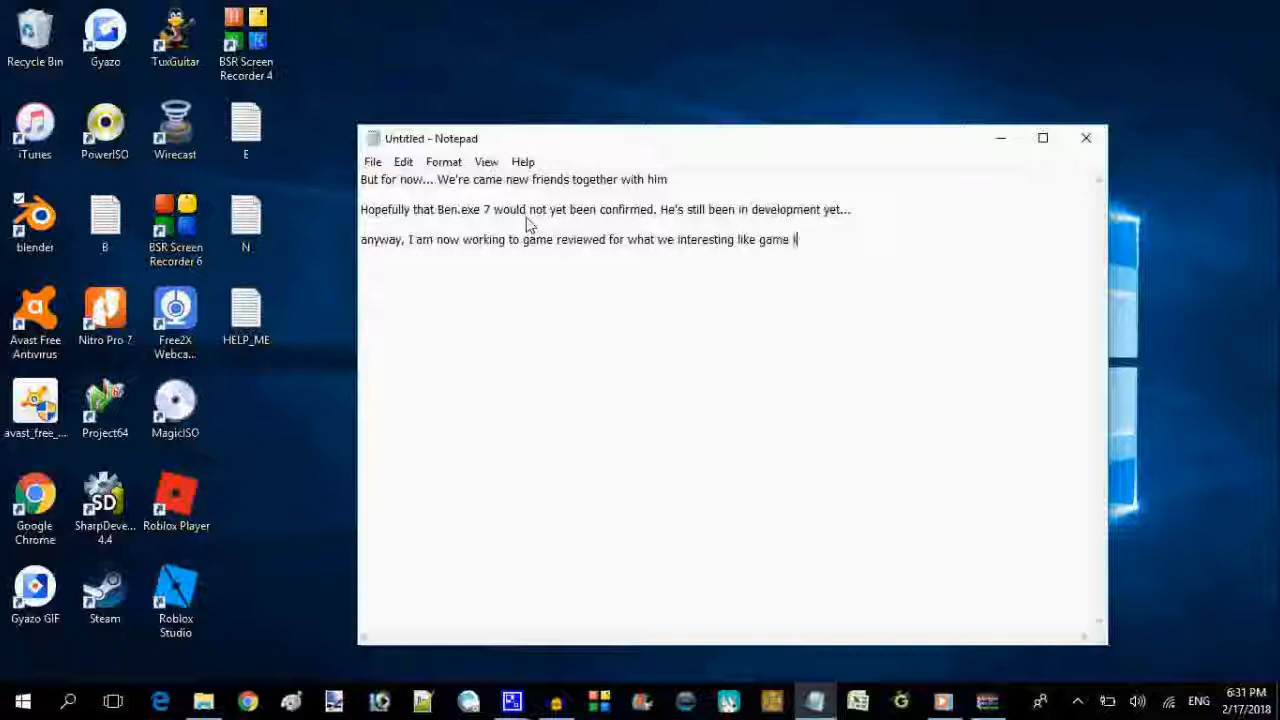 Recycle Bin
Gyazo
TuxGuitar
BSR Screen
Recorder 4
iTunes
PowerISO
Wirecast
E
blender
B
BSR Screen
Recorder 6
N
Avast Free
Antivirus
Nitro Pro 7
Free2X
Webca...
HELP_ME
avast_free_...
Project64
MagicISO
Google
Chrome
SD
SharpDeve...
4.4
Roblox Player
Gyazo GIF
Steam
Roblox
Studio
Untitled - Notepad
File Edit Format View Help
But for now... We're came new friends together with him
Hopefully that Ben.exe 7 would not yet been confirmed. He's still been in development yet...
anyway, I am now working to game reviewed for what we interesting like game i
ENG
6:31 PM
2/17/2018